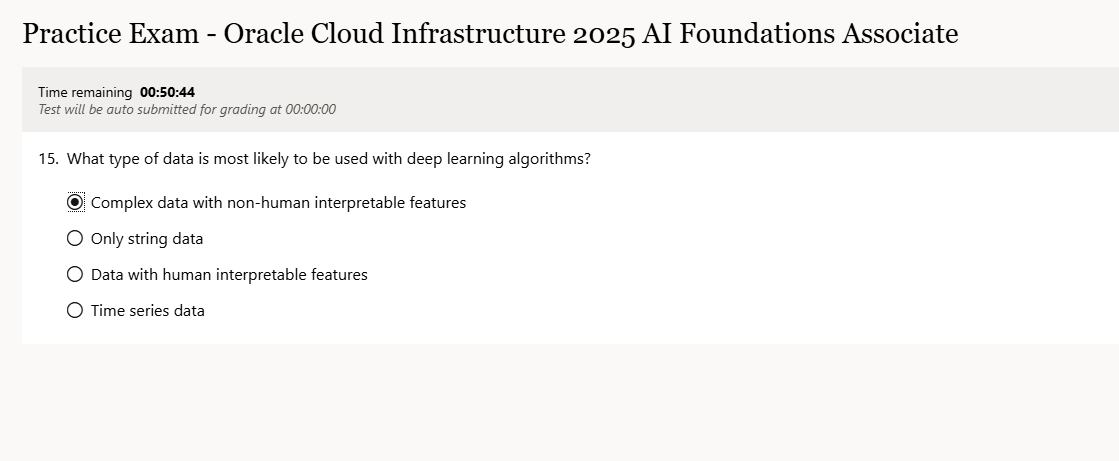 Practice Exam - Oracle Cloud Infrastructure 2025 AI Foundations Associate
Time remaining 00:50:44
Test will be auto submitted for grading at 00:00:00
15. What type of data is most likely to be used with deep learning algorithms?
Complex data with non-human interpretable features
Only string data
Data with human interpretable features
Time series data